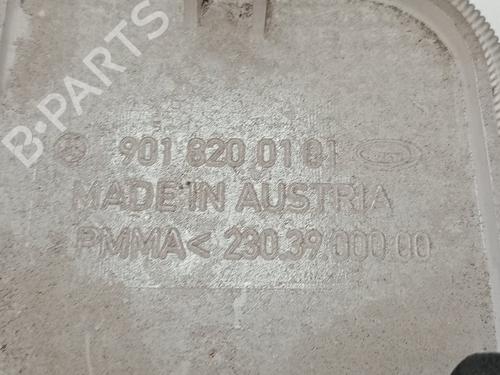 B-PARTS
901 820 01 01
MADE IN AUSTRIA
PMMA< 230.39 000 00